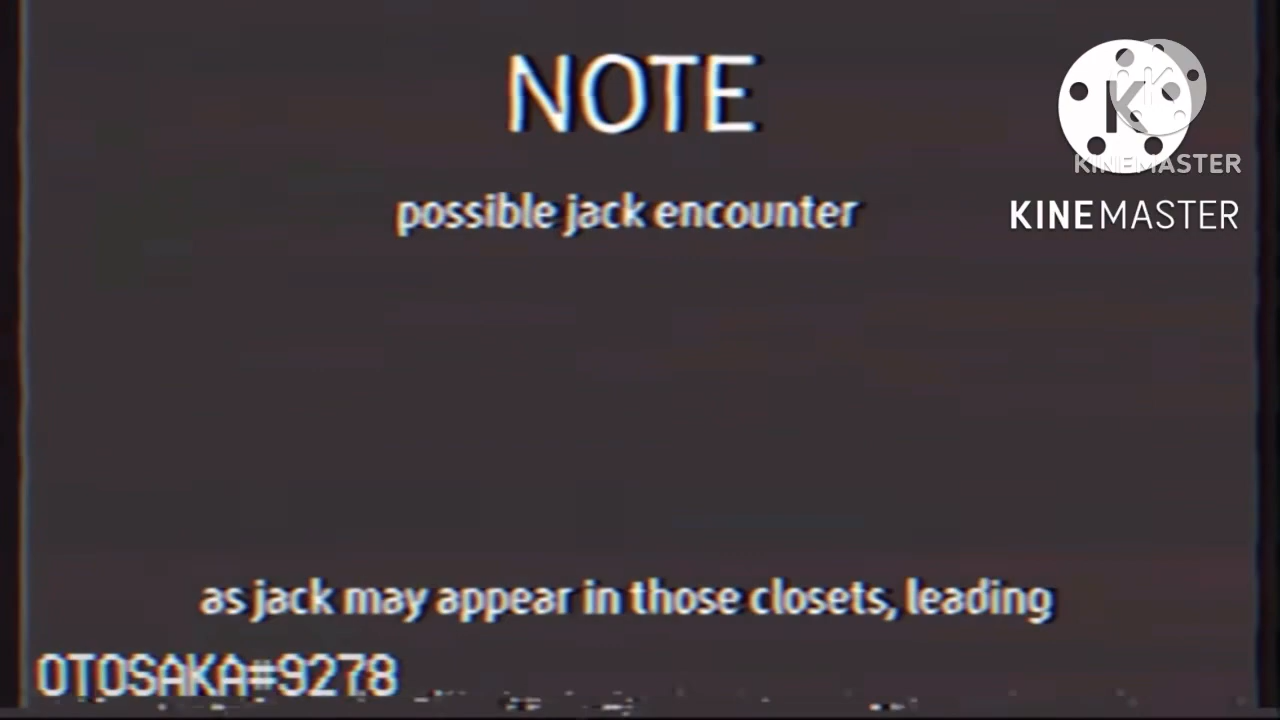 NOTE
possible jack encounter
KINEMASTER
KINEMASTER
as jack may appear in those closets, leading
OTOSAKA#9278